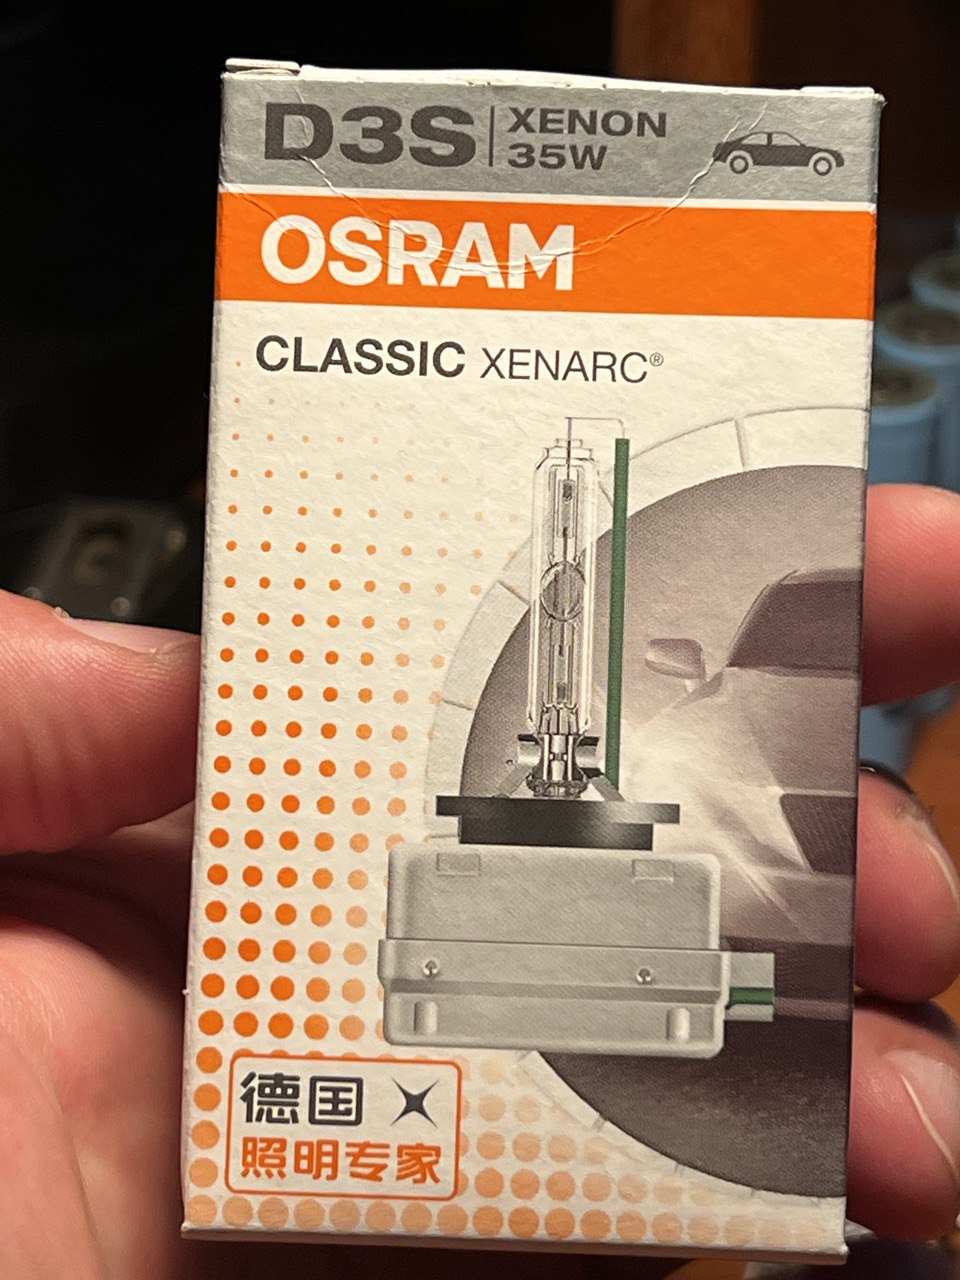 D3S
XENON
35W
OSRAM
CLASSIC XENARC®
德国
照明专家